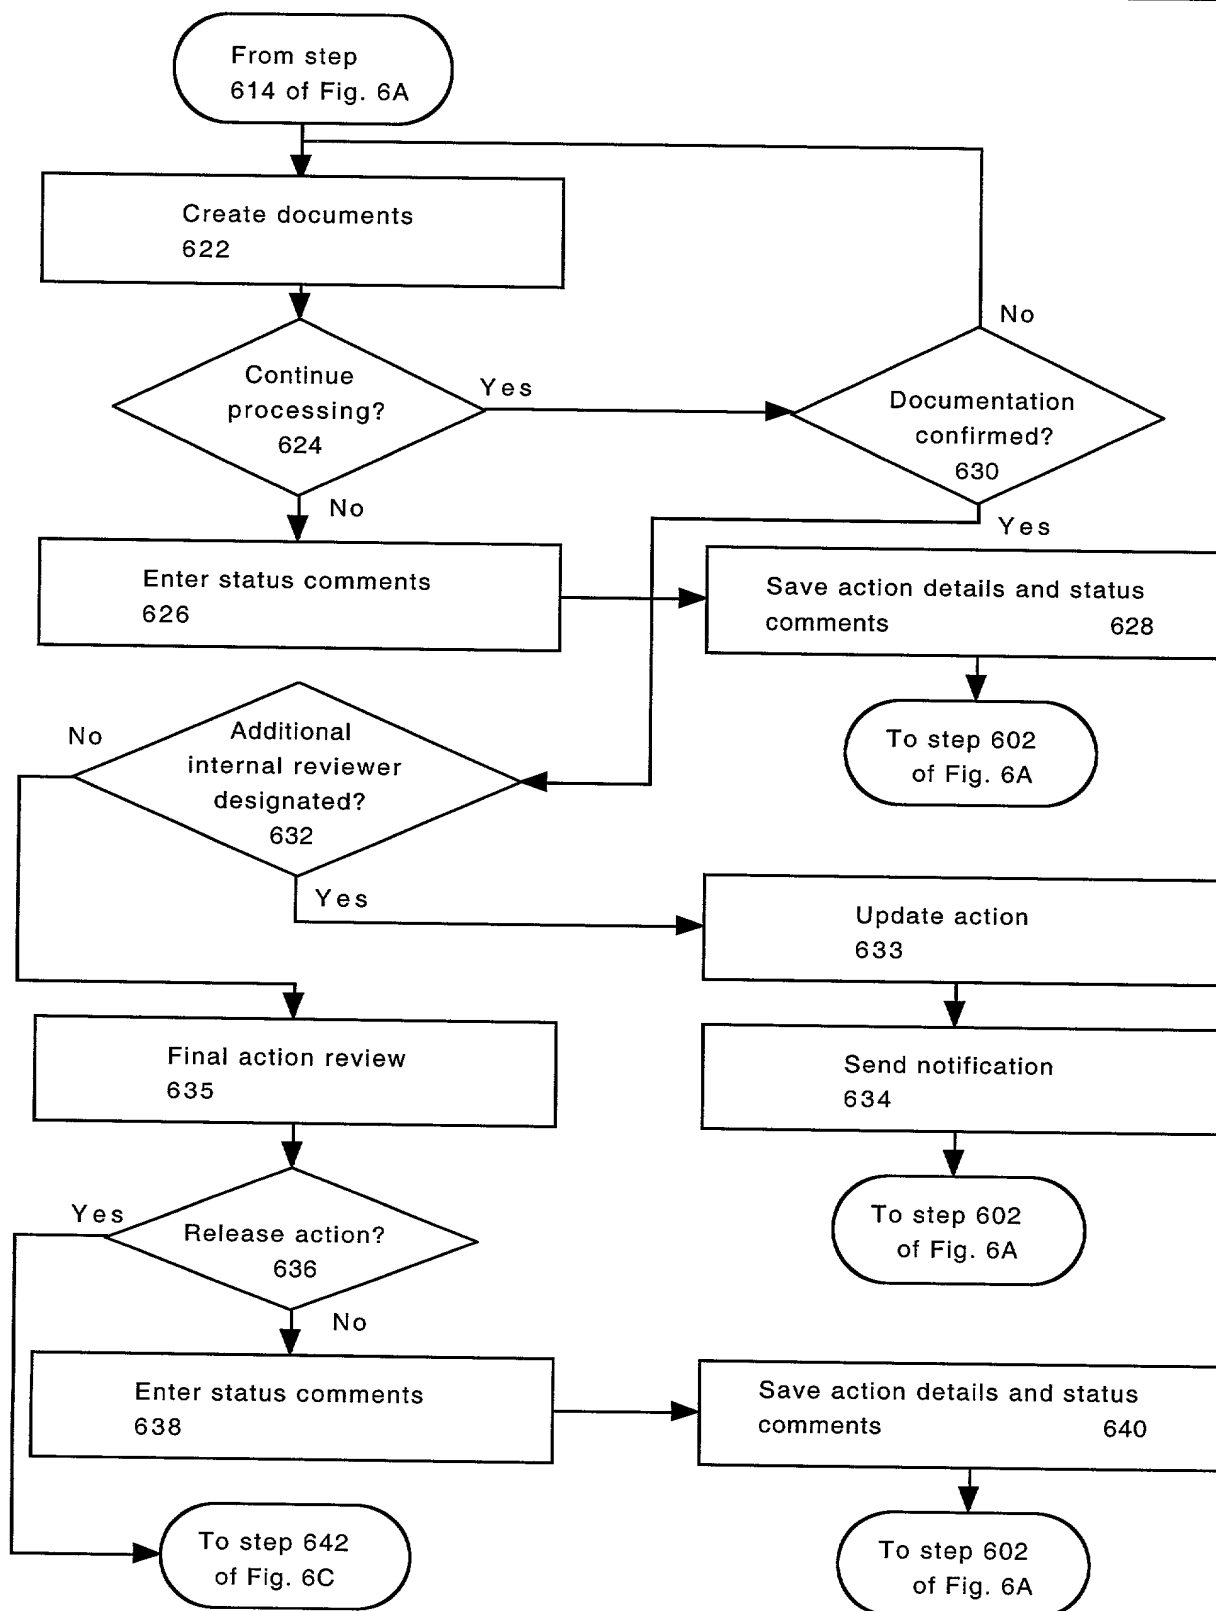 From step
614 of Fig. 6A
Create documents
622
No
Continue
processing?
624
Yes
Documentation
confirmed?
630
No
Yes
Enter status comments
626
Save action details and status
comments 628
No
Additional
internal reviewer
designated?
632
To step 602
of Fig. 6A
Yes
Update action
633
Final action review
635
Send notification
634
Yes
Release action?
636
To step 602
of Fig. 6A
No
Enter status comments
638
Save action details and status
comments 640
To step 642
of Fig. 6C
To step 602
of Fig. 6A